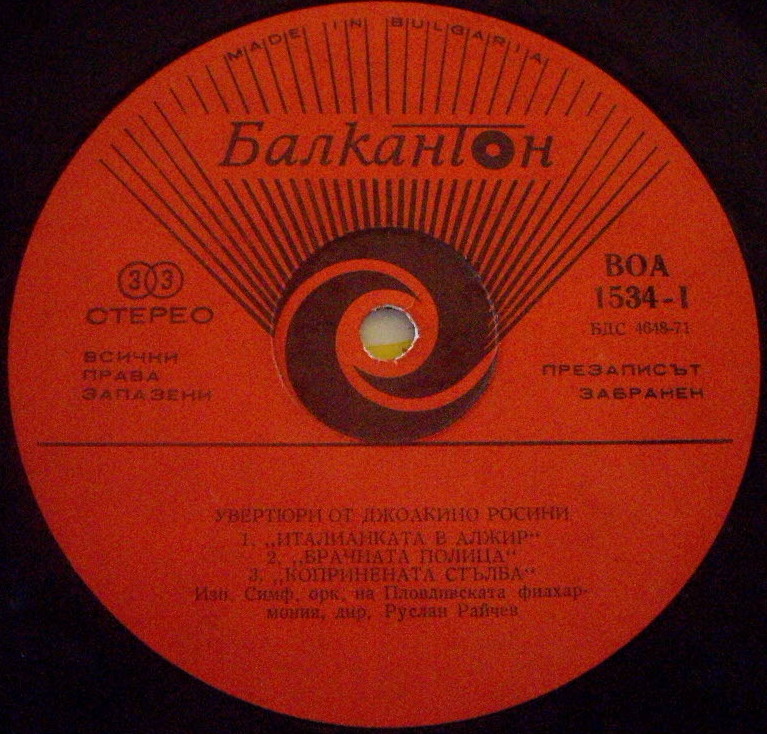 MADE IN BULGARIA
Балкантон
33
СТЕРЕО
ВСИЧКИ
ПРАВА
ЗАПАЗЕНИ
ВОА
1534-I
БДС 4648-71
ПРЕЗАПИСЪТ
ЗАБРАНЕН
УВЕРТЮРИ ОТ ДЖОАКИНО РОСИНИ
1. „ИТАЛИАНКАТА В АЛЖИР“
2. „БРАЧНАТА ПОЛИЦА“
3. „КОПРИНЕНАТА СТЪЛБА“
Изп. Симф. орк. на Пловдивската филхар-
мония, дир. Руслан Райчев